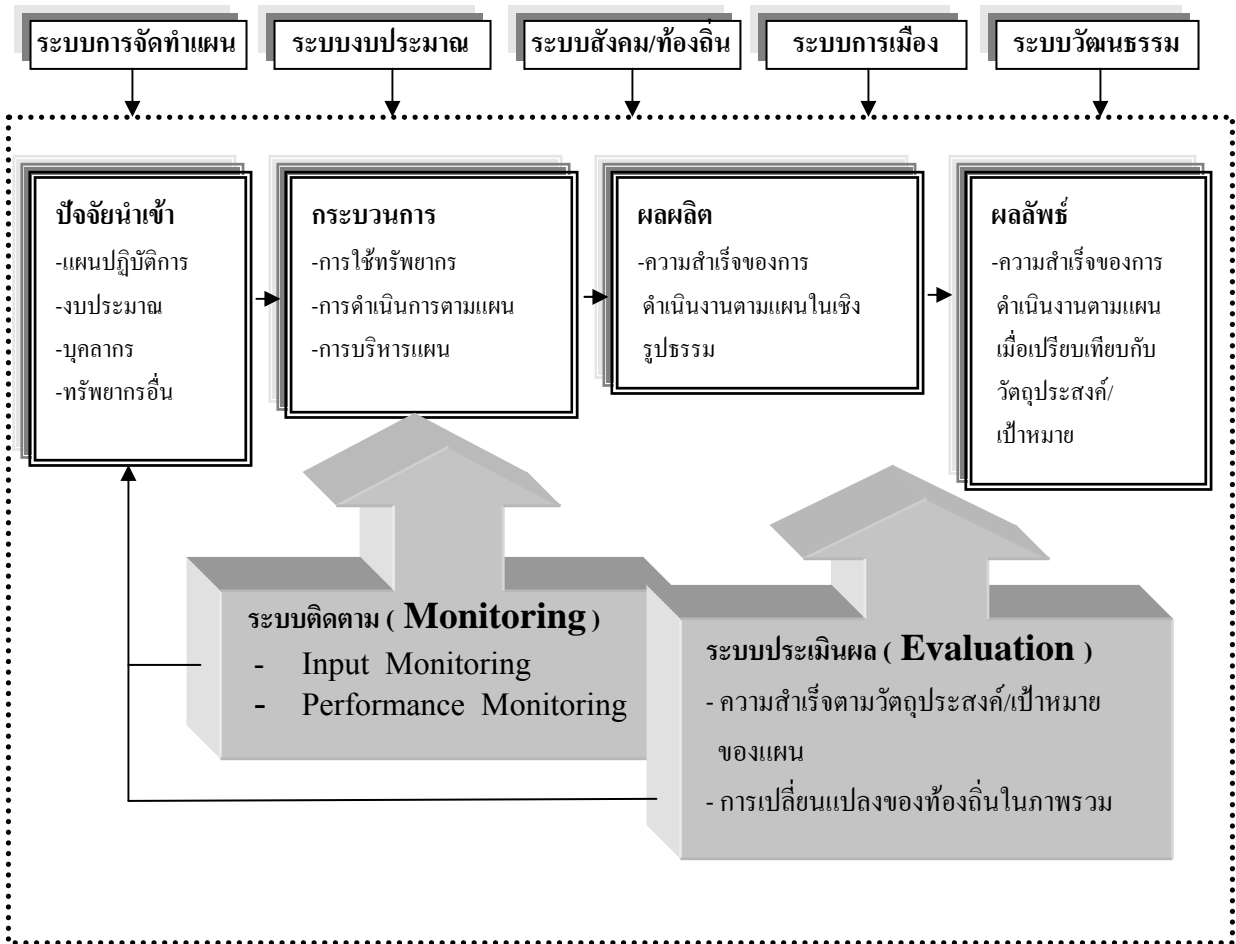 ระบบการจัดทำแผน
ระบบงบประมาณ
ระบบสังคม/ท้องถิ่น
ระบบการเมือง
ระบบวัฒนธรรม
ปัจจัยนำเข้า
-แผนปฏิบัติการ
-งบประมาณ
-บุคลากร
-ทรัพยากรอื่น
กระบวนการ
-การใช้ทรัพยากร
-การดำเนินการตามแผน
-การบริหารแผน
ผลผลิต
-ความสำเร็จของการ
ดำเนินงานตามแผนในเชิง
รูปธรรม
ผลลัพธ์
-ความสำเร็จของการ
ดำเนินงานตามแผน
เมื่อเปรียบเทียบกับ
วัตถุประสงค์/
เป้าหมาย
ระบบติดตาม ( Monitoring )
- Input Monitoring
- Performance Monitoring
ระบบประเมินผล ( Evaluation )
- ความสำเร็จตามวัตถุประสงค์/เป้าหมาย
ของแผน
- การเปลี่ยนแปลงของท้องถิ่นในภาพรวม